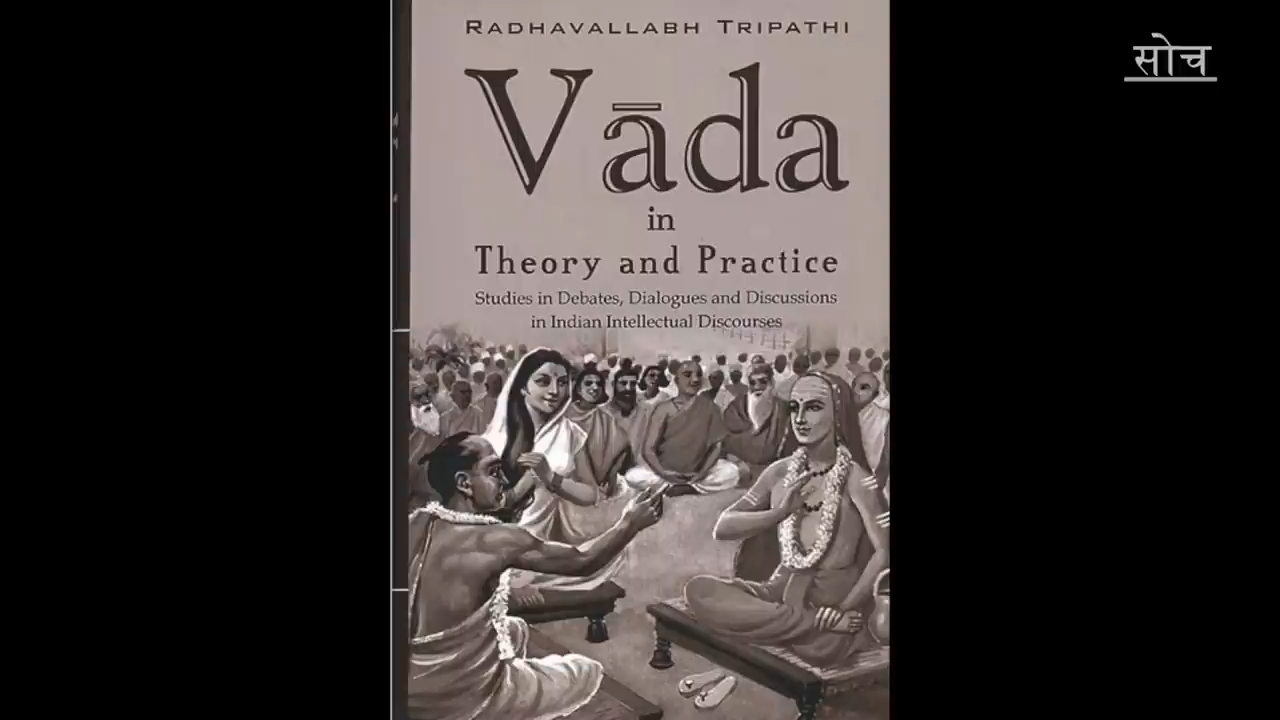 RADHAVALLABH TRIPATHI
Vāda
in
Theory and Practice
Studies in Debates, Dialogues and Discussions
in Indian Intellectual Discourses
सोच